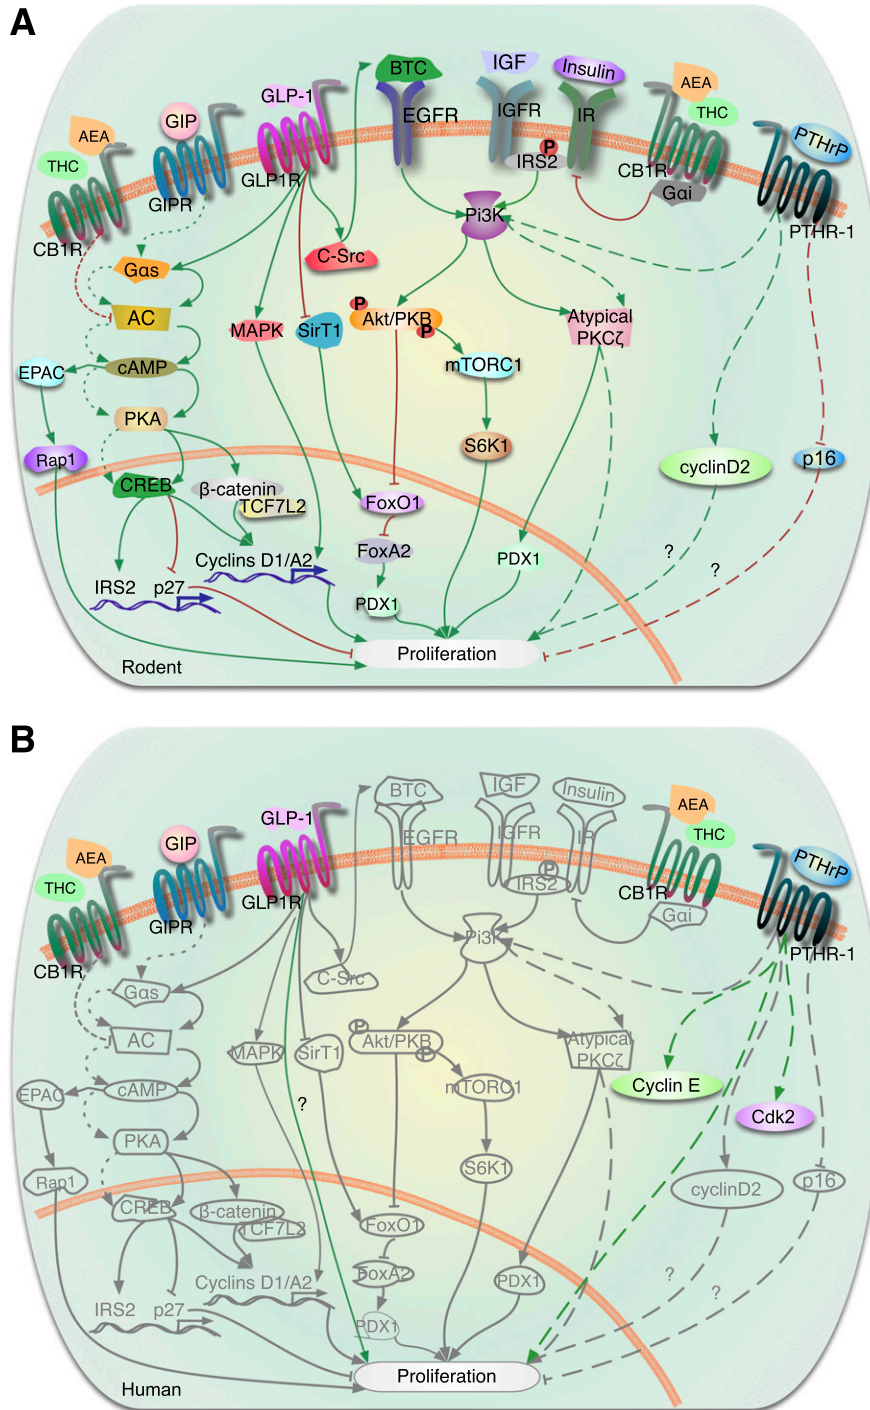 A
BTC
IGF
Insulin
AEA
GLP-1
THC
AEA
GIP
EGFR
IGFR
IR
PTHrP
THC
P
IRS2
CB1R
GLP1R
Gαi
GIPR
Pi3K
PTHR-1
CB1R
C-Src
Gαs
P
AC
MAPK
SirT1
Akt/PKB
P
Atypical
PKCζ
EPAC
cAMP
mTORC1
PKA
S6K1
Rap1
cyclinD2
p16
CREB
β-catenin
TCF7L2
FoxO1
FoxA2
Cyclins D1/A2
PDX1
?
?
IRS2
p27
PDX1
Proliferation
Rodent
B
BTC
IGF
Insulin
AEA
GLP-1
THC
AEA
GIP
EGFR
IGFR
IR
PTHrP
THC
P
IRS2
CB1R
GLP1R
Gαi
GIPR
Pi3K
PTHR-1
CB1R
C-Src
Gαs
P
AC
MAPK
SirT1
Akt/PKB
P
Atypical
PKCζ
EPAC
cAMP
mTORC1
Cyclin E
?
Cdk2
PKA
S6K1
Rap1
cyclinD2
p16
CREB
β-catenin
TCF7L2
FoxO1
FoxA2
Cyclins D1/A2
PDX1
?
?
IRS2
p27
PDX1
Proliferation
Human